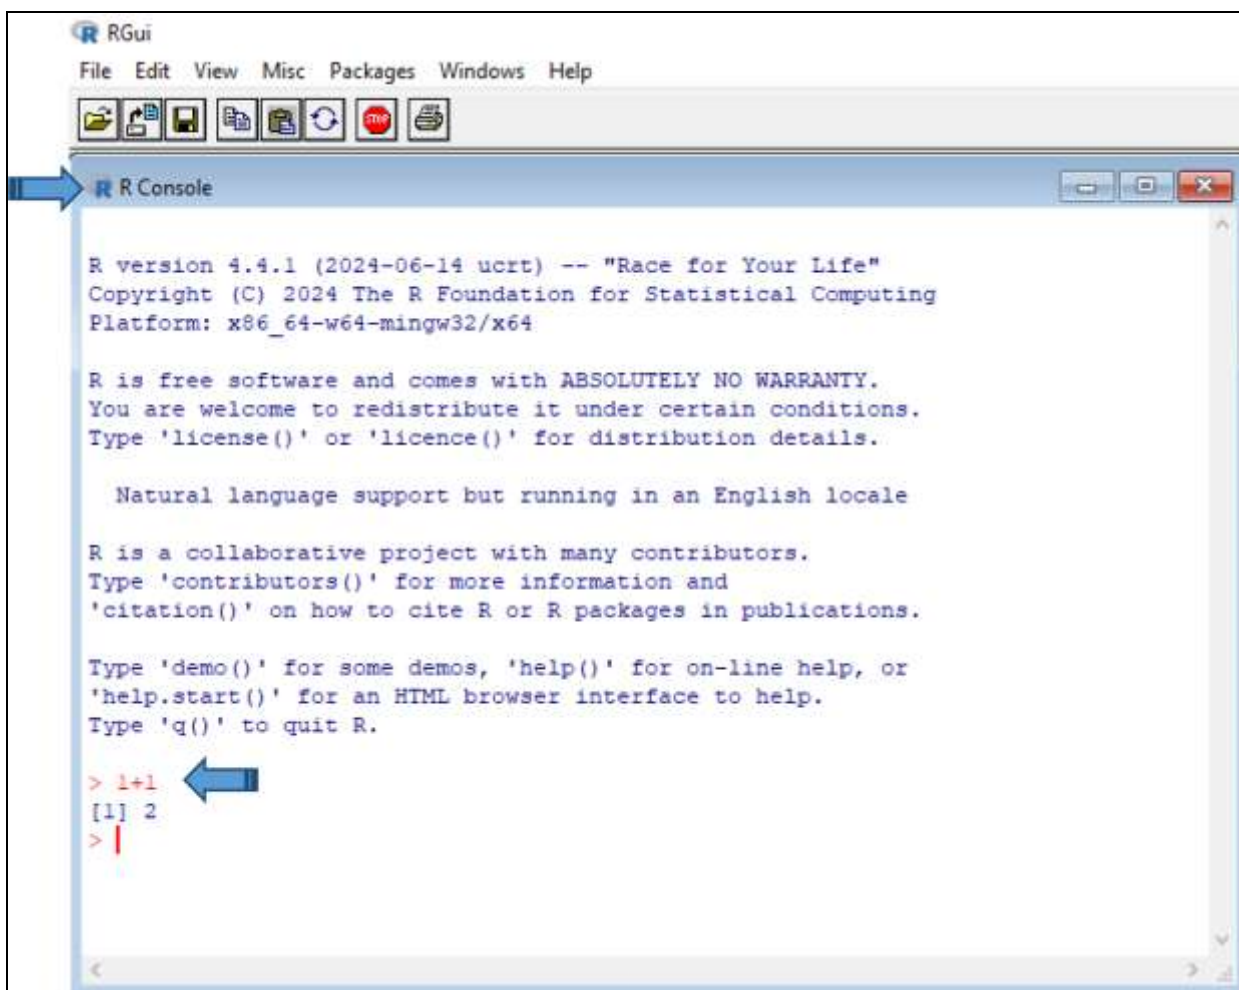 RGui
File Edit View Misc Packages Windows Help
STOP
R Console
R version 4.4.1 (2024-06-14 ucrt) -- "Race for Your Life"
Copyright (C) 2024 The R Foundation for Statistical Computing
Platform: x86_64-w64-mingw32/x64
R is free software and comes with ABSOLUTELY NO WARRANTY.
You are welcome to redistribute it under certain conditions.
Type 'license()' or 'licence()' for distribution details.
Natural language support but running in an English locale
R is a collaborative project with many contributors.
Type 'contributors()' for more information and
'citation()' on how to cite R or R packages in publications.
Type 'demo()' for some demos, 'help()' for on-line help, or
'help.start()' for an HTML browser interface to help.
Type 'q()' to quit R.
> 1+1
[1] 2
>